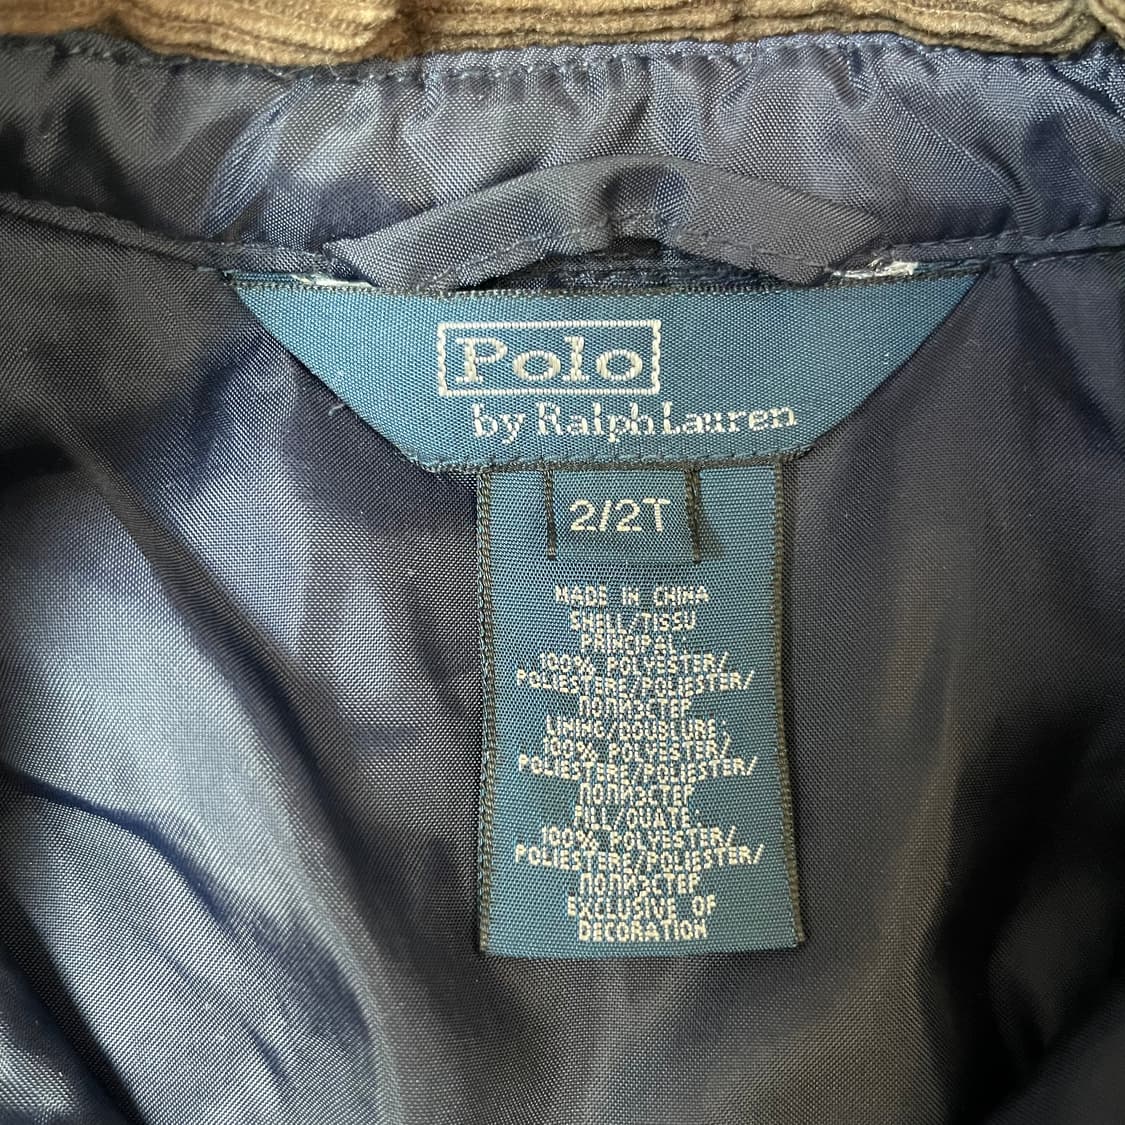 Polo
by Ralph Lauren
2/2T
MADE IN CHINA
SHELL/TISSU
PRINCIPAL
100% POLYESTER/
POLIESTERE/POLIESTER/
ПОЛИЭСТЕР
LINING/DOUBLURE:
100% POLYESTER/
POLIESTERE/POLIESTER/
ПОЛИЭСТЕР
FILL/OUATE
100% POLYESTER/
POLIESTERE/POLIESTER/
ПОЛИЭСТЕР
EXCLUSIVE OF
DECORATION